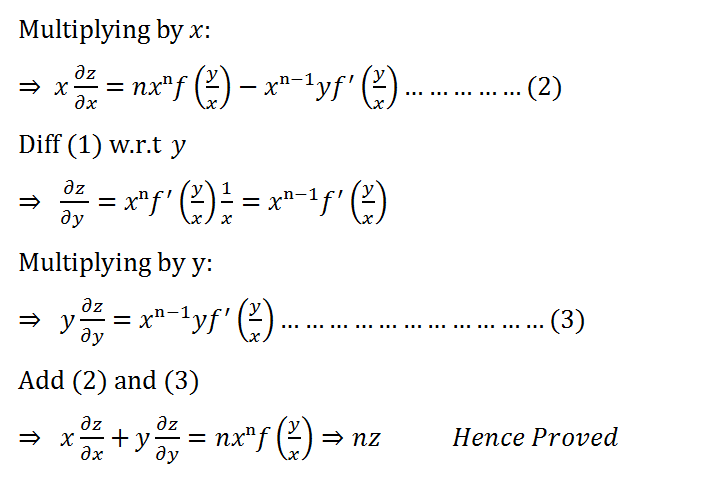 Multiplying by x:
⇒ x ∂z/∂x = nxⁿf (y/x) − xⁿ⁻¹yf′ (y/x) … … … … … (2)
Diff (1) w.r.t y
⇒ ∂z/∂y = xⁿf′ (y/x) 1/x = xⁿ⁻¹f′ (y/x)
Multiplying by y:
⇒ y ∂z/∂y = xⁿ⁻¹yf′ (y/x) … … … … … … … … … … … (3)
Add (2) and (3)
⇒ x ∂z/∂x + y ∂z/∂y = nxⁿf (y/x) ⇒ nz Hence Proved